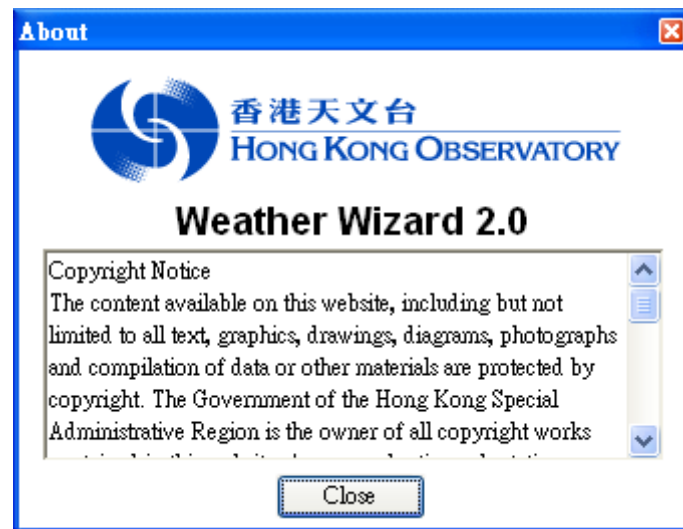 About
香港天文台
HONG KONG OBSERVATORY
Weather Wizard 2.0
Copyright Notice
The content available on this website, including but not
limited to all text, graphics, drawings, diagrams, photographs
and compilation of data or other materials are protected by
copyright. The Government of the Hong Kong Special
Administrative Region is the owner of all copyright works
Close